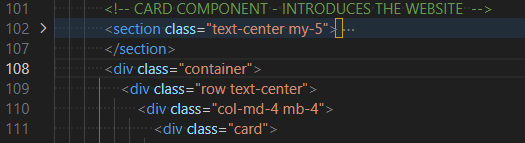 101 <!-- CARD COMPONENT - INTRODUCES THE WEBSITE -->
102 > <section class="text-center my-5">…
107 </section>
108 <div class="container">
109 <div class="row text-center">
110 <div class="col-md-4 mb-4">
111 <div class="card">